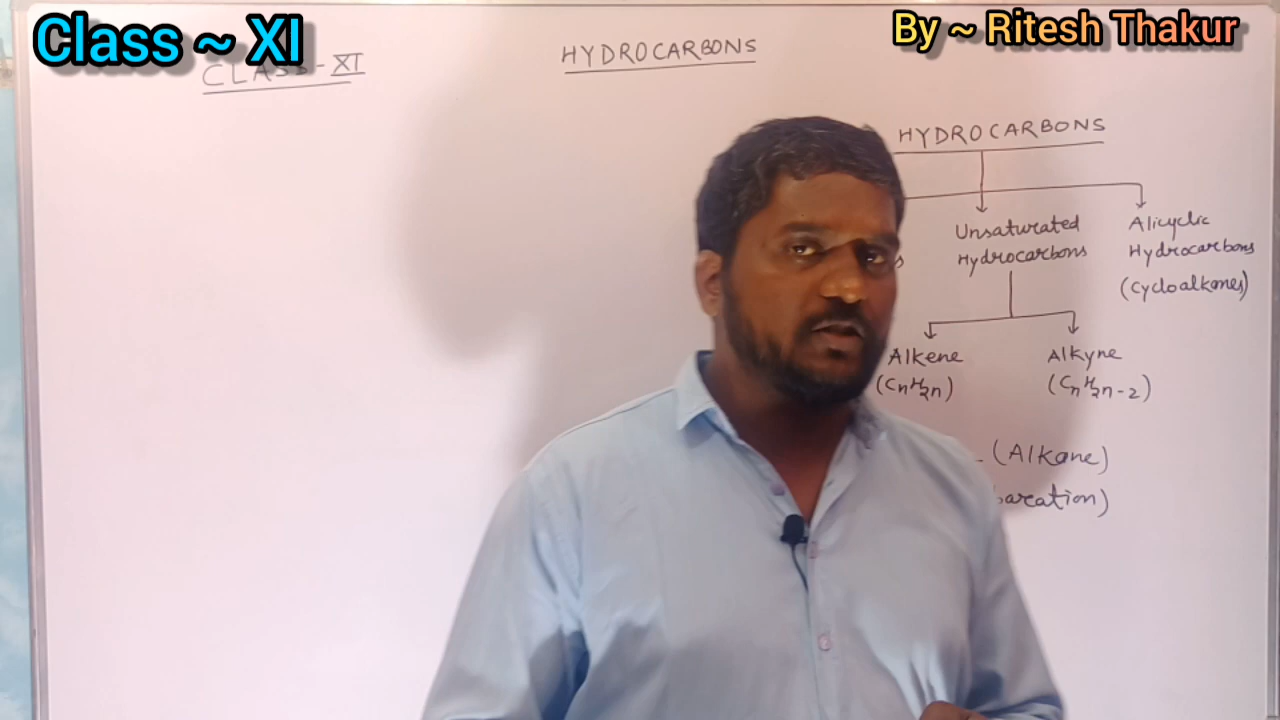 Class ~ XI
By ~ Ritesh Thakur
CLASS-XI
HYDROCARBONS
HYDROCARBONS
Unsaturated
Hydrocarbons
Alicyclic
Hydrocarbons
(Cycloalkanes)
Alkene
(CnH2n)
Alkyne
(CnH2n-2)
(Alkane)